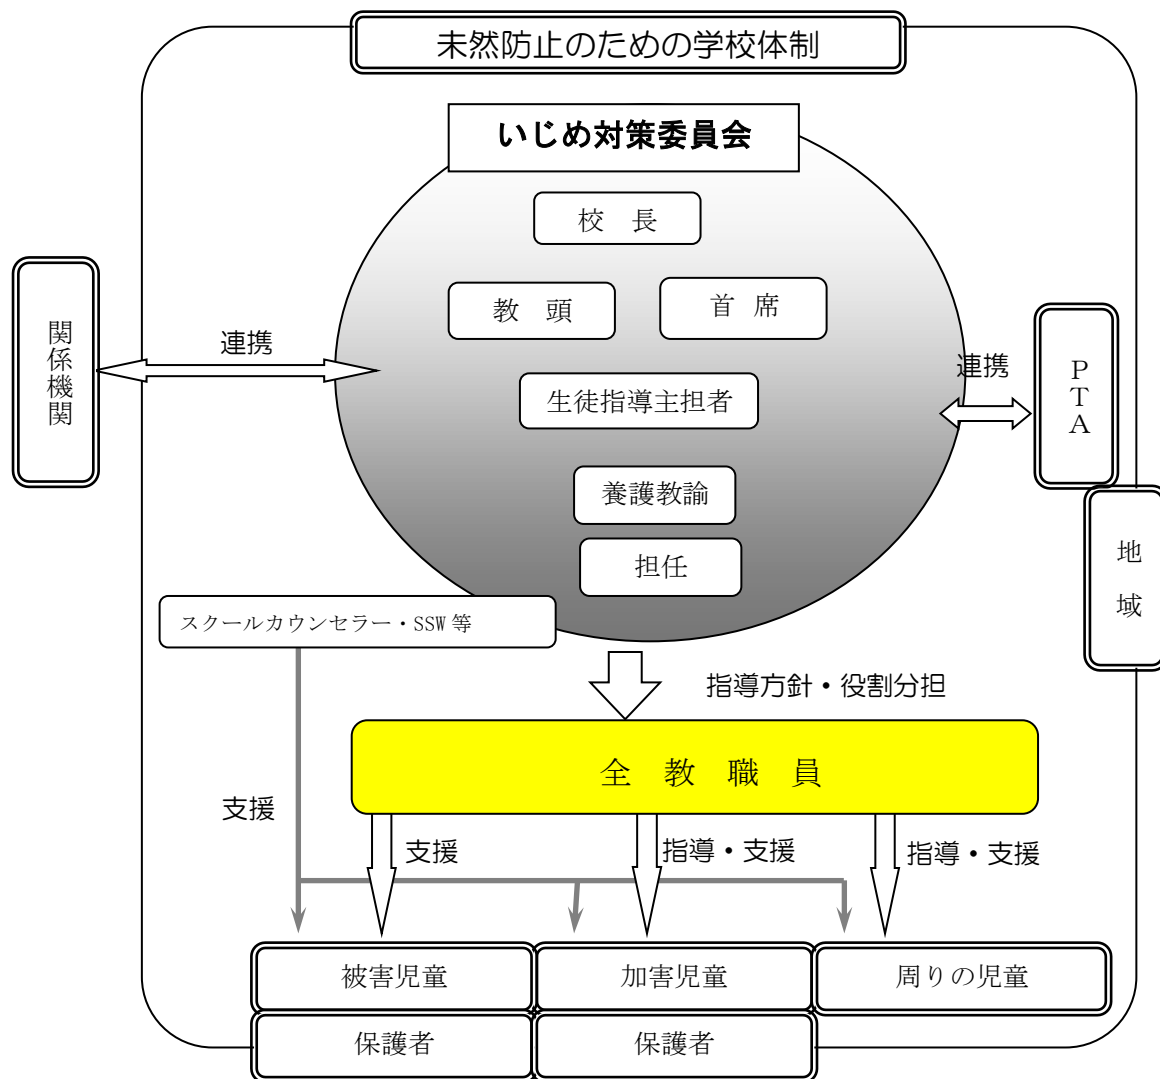 未然防止のための学校体制
いじめ対策委員会
校　長
教　頭
首 席
関係機関
連携
連携
PTA
生徒指導主担者
養護教諭
担任
地域
スクールカウンセラー・SSW 等
指導方針・役割分担
全　教　職　員
支援
支援
指導・支援
指導・支援
被害児童
加害児童
周りの児童
保護者
保護者